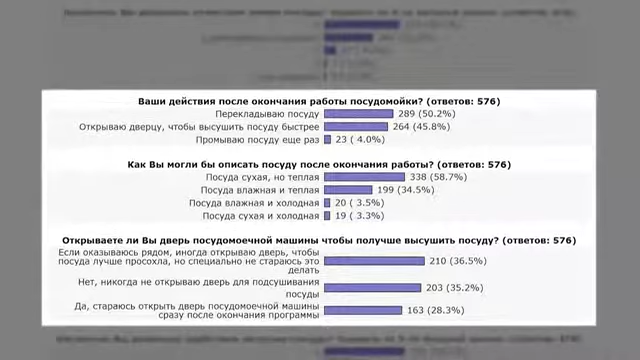 Ваши действия после окончания работы посудомойки? (ответов: 576)
Перекладываю посуду 289 (50.2%)
Открываю дверцу, чтобы высушить посуду быстрее 264 (45.8%)
Промываю посуду еще раз 23 ( 4.0%)
Как Вы могли бы описать посуду после окончания работы? (ответов: 576)
Посуда сухая, но теплая 338 (58.7%)
Посуда влажная и теплая 199 (34.5%)
Посуда влажная и холодная 20 ( 3.5%)
Посуда сухая и холодная 19 ( 3.3%)
Открываете ли Вы дверь посудомоечной машины чтобы получше высушить посуду? (ответов: 576)
Если оказываюсь рядом, иногда открываю дверь, чтобы
посуда лучше просохла, но специально не стараюсь это 210 (36.5%)
делать
Нет, никогда не открываю дверь для подсушивания 203 (35.2%)
посуды
Да, стараюсь открыть дверь посудомоечной машины 163 (28.3%)
сразу после окончания программы